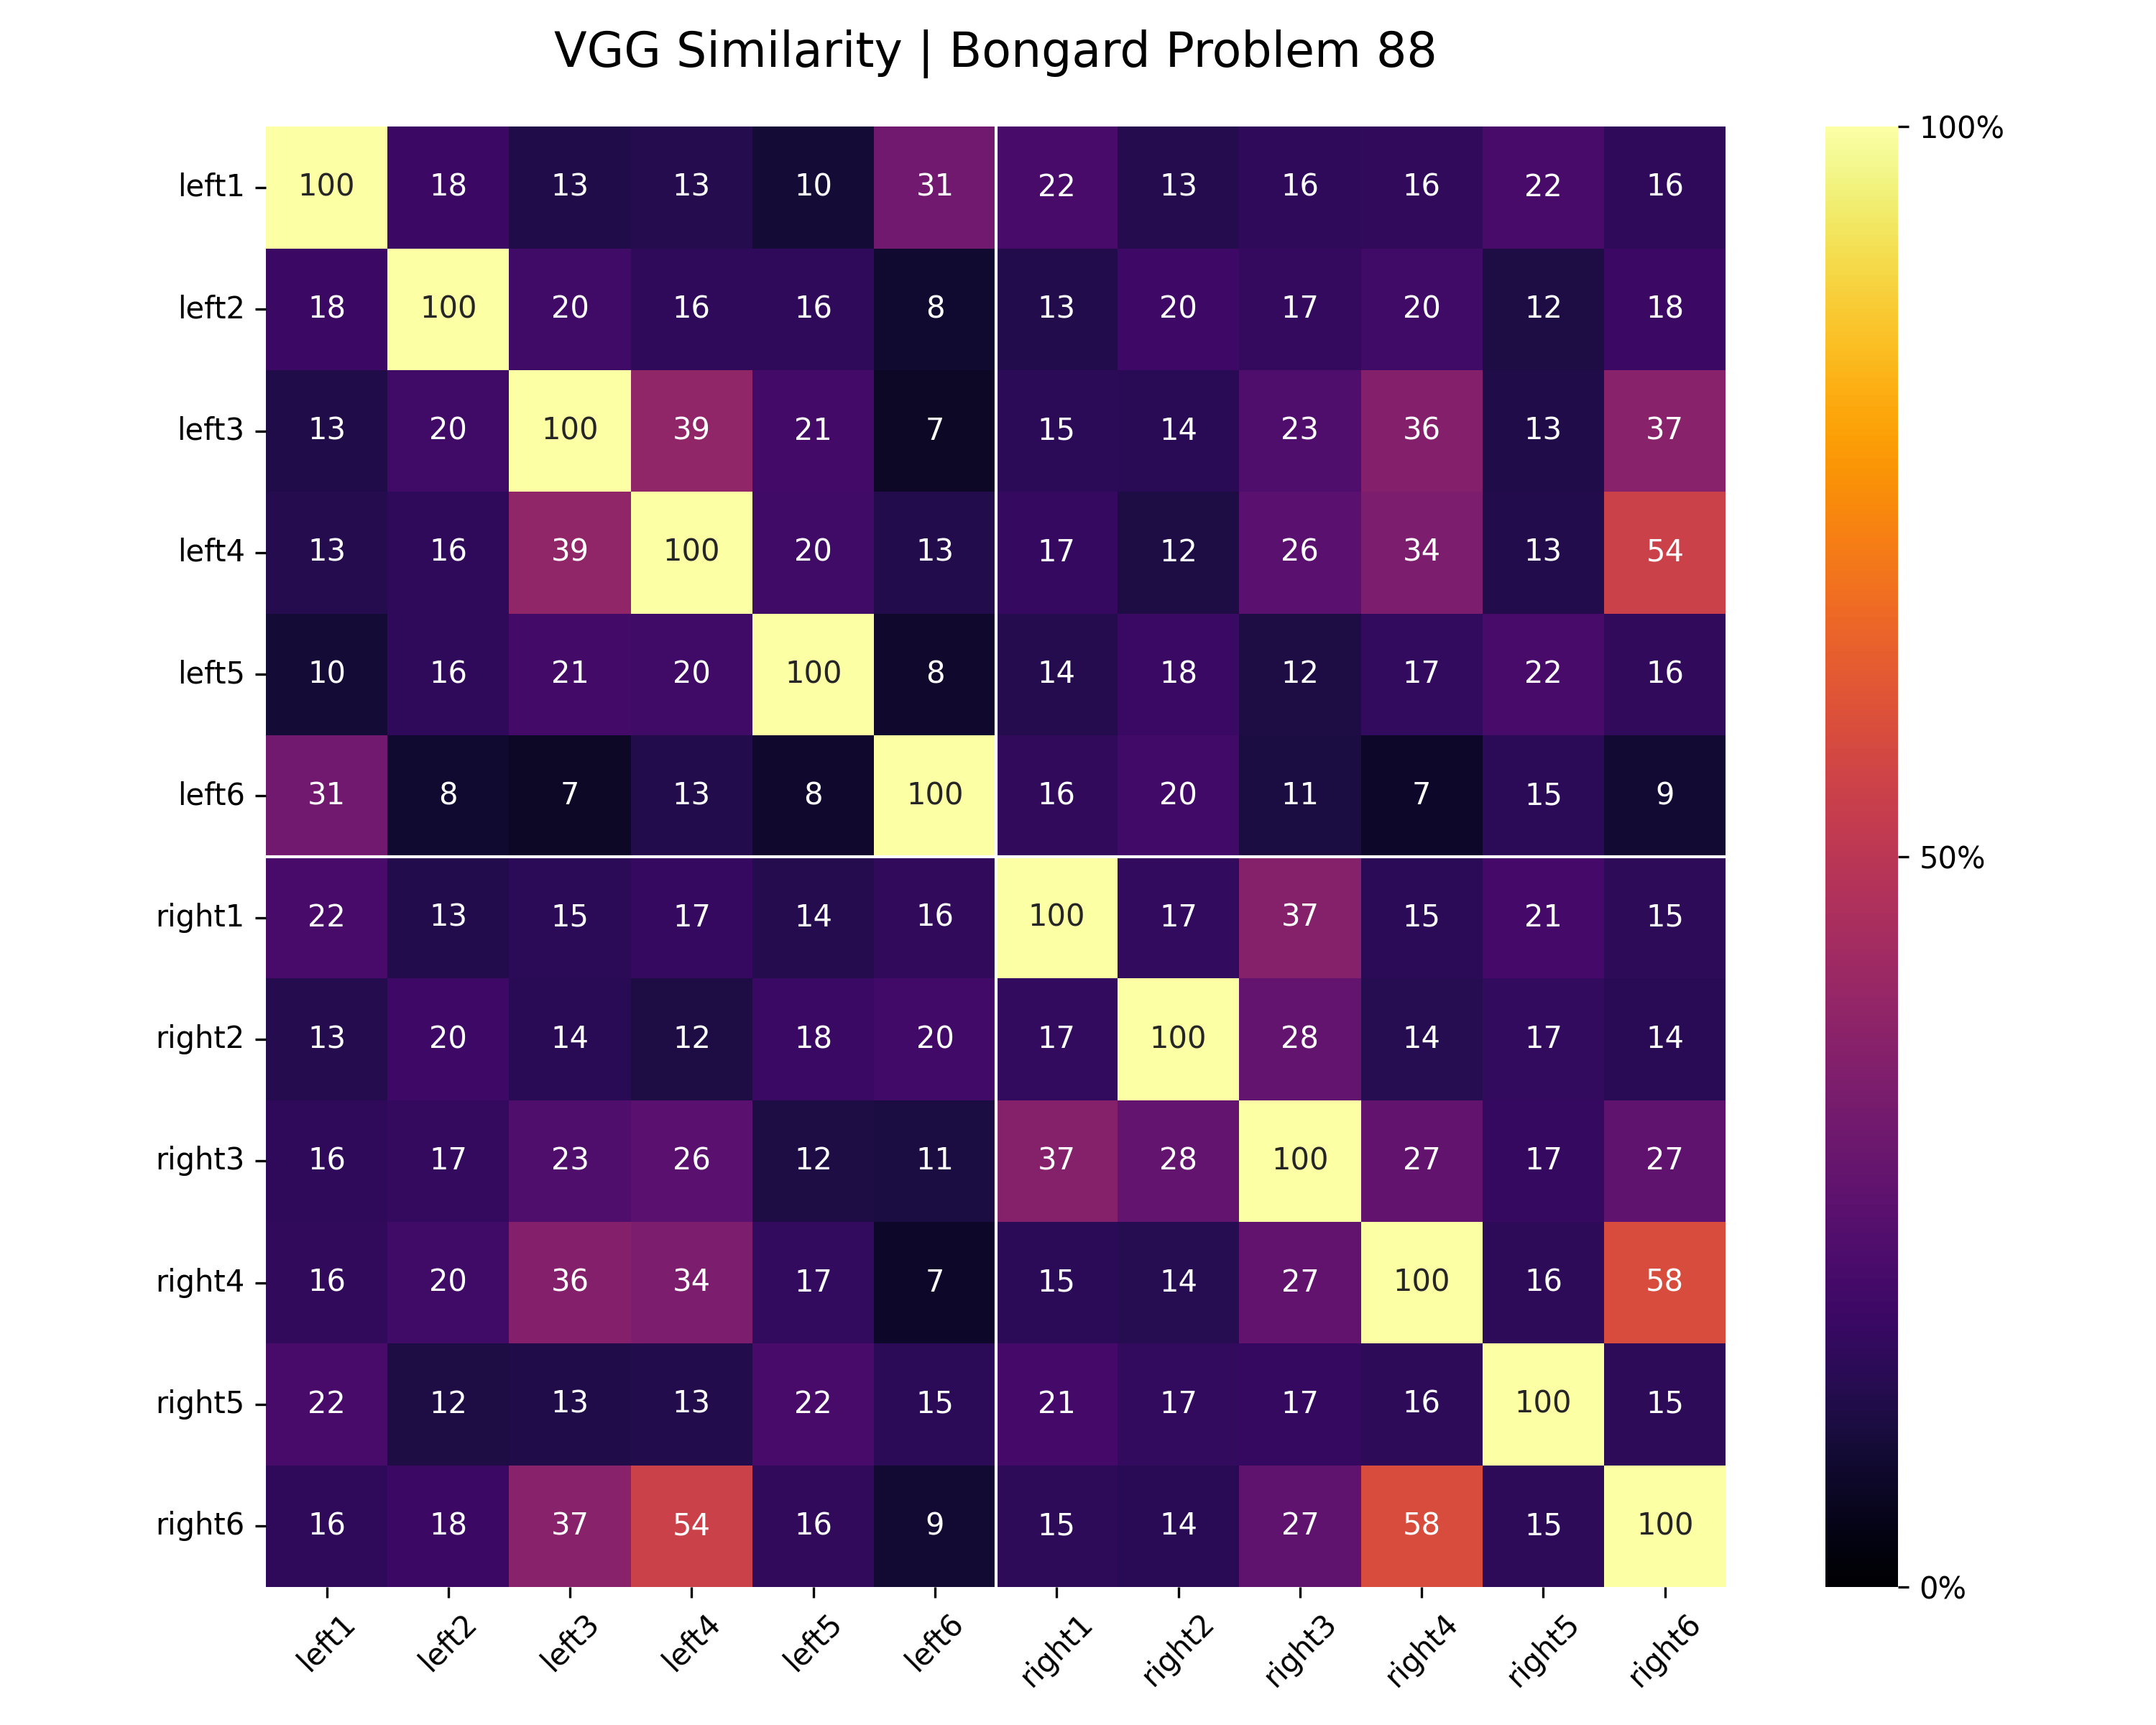 VGG Similarity | Bongard Problem 88
left1 100 18 13 13 10 31 22 13 16 16 22 16
left2 18 100 20 16 16 8 13 20 17 20 12 18
left3 13 20 100 39 21 7 15 14 23 36 13 37
left4 13 16 39 100 20 13 17 12 26 34 13 54
left5 10 16 21 20 100 8 14 18 12 17 22 16
left6 31 8 7 13 8 100 16 20 11 7 15 9
right1 22 13 15 17 14 16 100 17 37 15 21 15
right2 13 20 14 12 18 20 17 100 28 14 17 14
right3 16 17 23 26 12 11 37 28 100 27 17 27
right4 16 20 36 34 17 7 15 14 27 100 16 58
right5 22 12 13 13 22 15 21 17 17 16 100 15
right6 16 18 37 54 16 9 15 14 27 58 15 100
left1 left2 left3 left4 left5 left6 right1 right2 right3 right4 right5 right6
100%
50%
0%